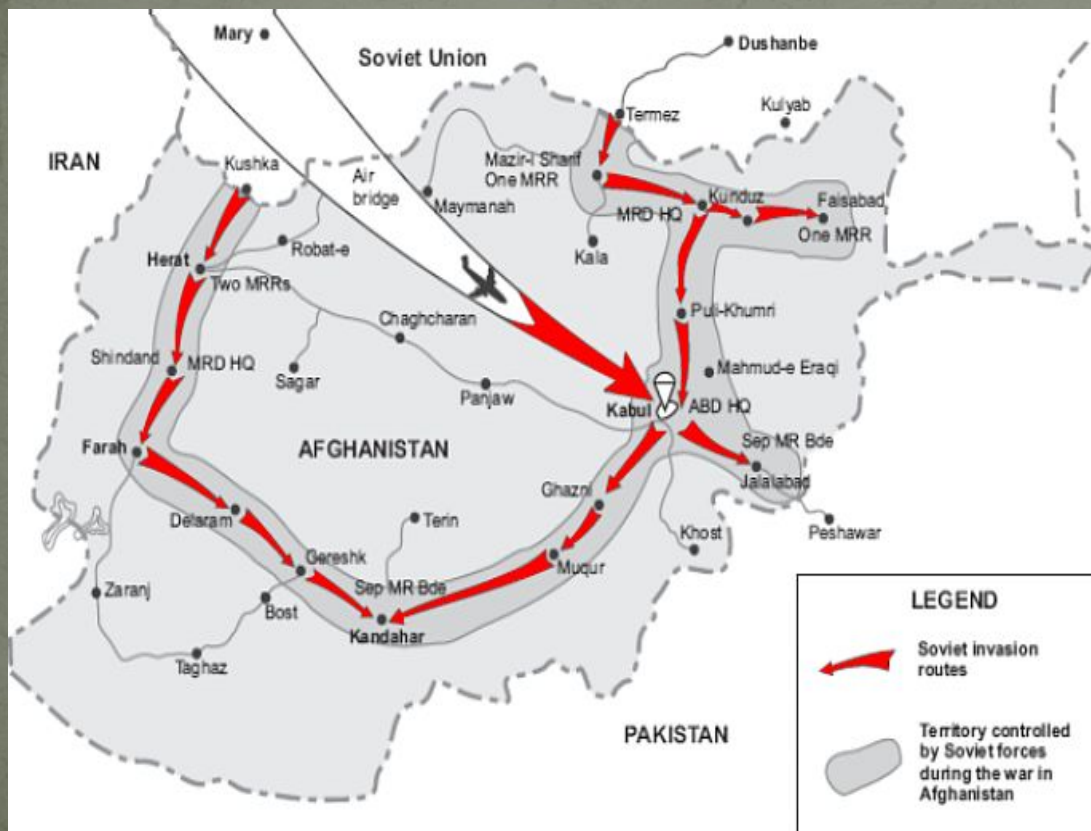 Mary
Soviet Union
Dushanbe
Termez
Kulyab
IRAN
Kushka
Air
bridge
Maymanah
Mazir-i Sharif
One MRR
MRD HQ
Kunduz
Faisabad
One MRR
Herat
Robat-e
Two MRRs
Kala
Chaghcharan
Puli-Khumri
Shindand
MRD HQ
Sagar
Panjaw
Mahmud-e Eraqi
Kabul
ABD HQ
Farah
AFGHANISTAN
Sep MR Bde
Jalalabad
Ghazni
Delaram
Terin
Khost
Peshawar
Gereshk
Muqur
Zaranj
Bost
Sep MR Bde
Kandahar
Taghaz
PAKISTAN
LEGEND
Soviet invasion
routes
Territory controlled
by Soviet forces
during the war in
Afghanistan